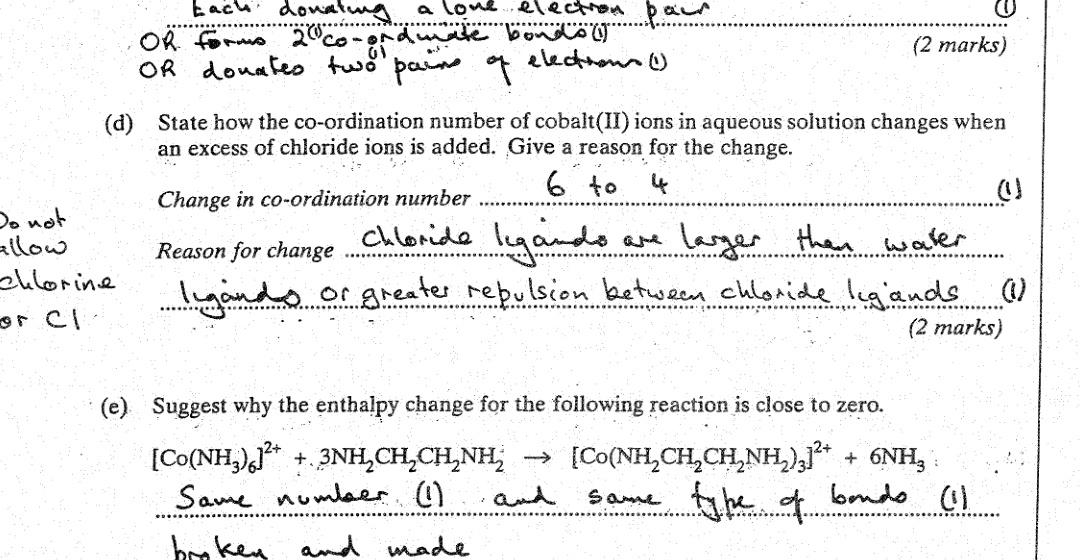 Each donating a lone electron pair (1)
OR forms 2(1) co-ordinate bonds (1)
(2 marks)
OR donates two(1) pairs of electrons (1)
(d) State how the co-ordination number of cobalt(II) ions in aqueous solution changes when
an excess of chloride ions is added. Give a reason for the change.
Change in co-ordination number 6 to 4 (1)
Do not
allow
chlorine
or Cl
Reason for change Chloride ligands are larger than water
ligands or greater repulsion between chloride ligands (1)
(2 marks)
(e) Suggest why the enthalpy change for the following reaction is close to zero.
[Co(NH₃)₆]²⁺ + 3NH₂CH₂CH₂NH₂ → [Co(NH₂CH₂CH₂NH₂)₃]²⁺ + 6NH₃
Same number (1) and same type of bonds (1)
broken and made